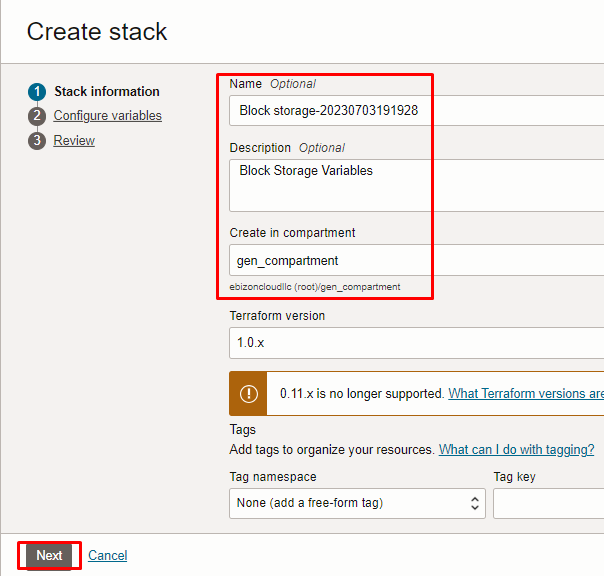 Create stack
1 Stack information
2 Configure variables
3 Review
Name Optional
Block storage-20230703191928
Description Optional
Block Storage Variables
Create in compartment
gen_compartment
ebizoncloudllc (root)/gen_compartment
Terraform version
1.0.x
0.11.x is no longer supported. What Terraform versions are
Tags
Add tags to organize your resources. What can I do with tagging?
Tag namespace Tag key
None (add a free-form tag)
Next Cancel